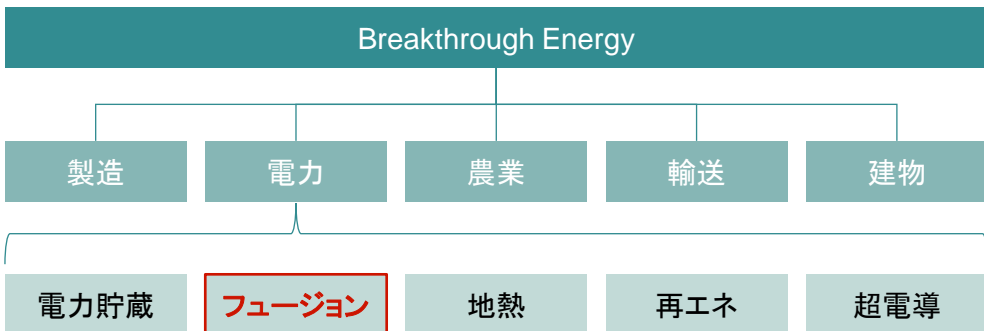 Breakthrough Energy
製造
電力
農業
輸送
建物
電力貯蔵
フュージョン
地熱
再エネ
超電導